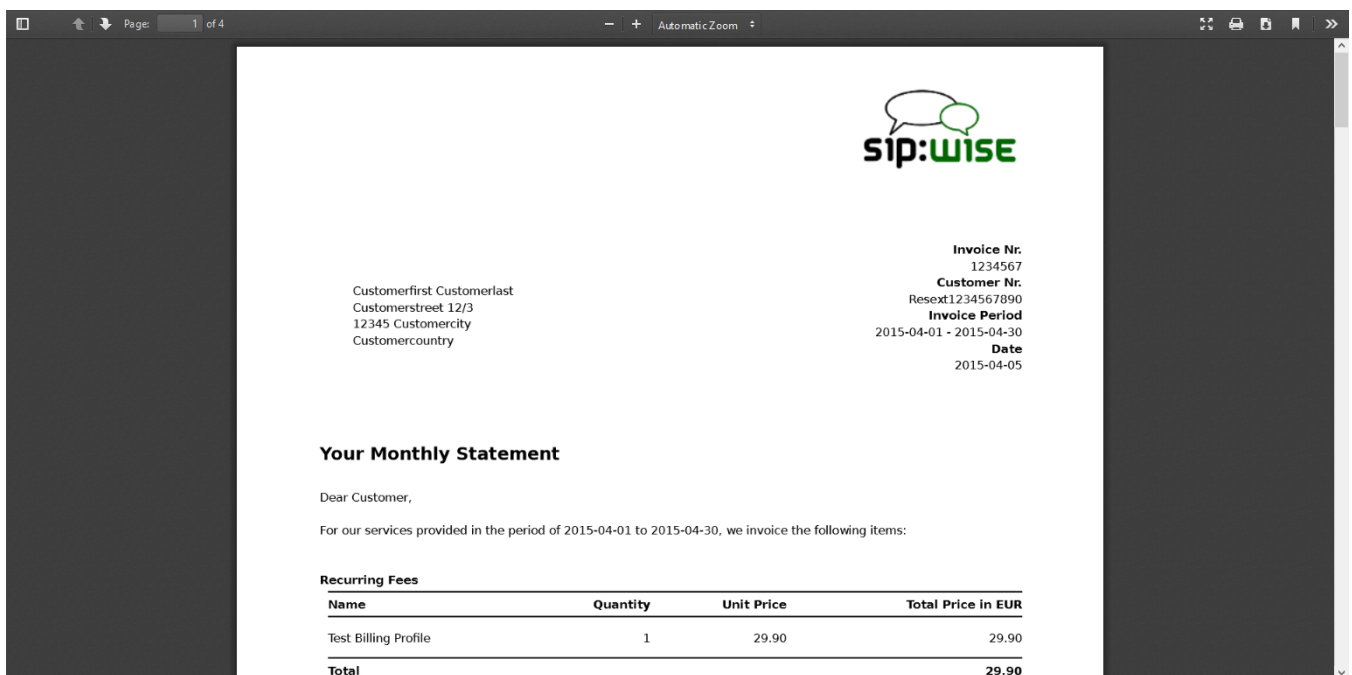 Page: 1 of 4
Automatic Zoom
sip:wise
Invoice Nr.
1234567
Customer Nr.
Resext1234567890
Invoice Period
2015-04-01 - 2015-04-30
Date
2015-04-05
Customerfirst Customerlast
Customerstreet 12/3
12345 Customercity
Customercountry
Your Monthly Statement
Dear Customer,
For our services provided in the period of 2015-04-01 to 2015-04-30, we invoice the following items:
Recurring Fees
Name Quantity Unit Price Total Price in EUR
Test Billing Profile 1 29.90 29.90
Total 29.90